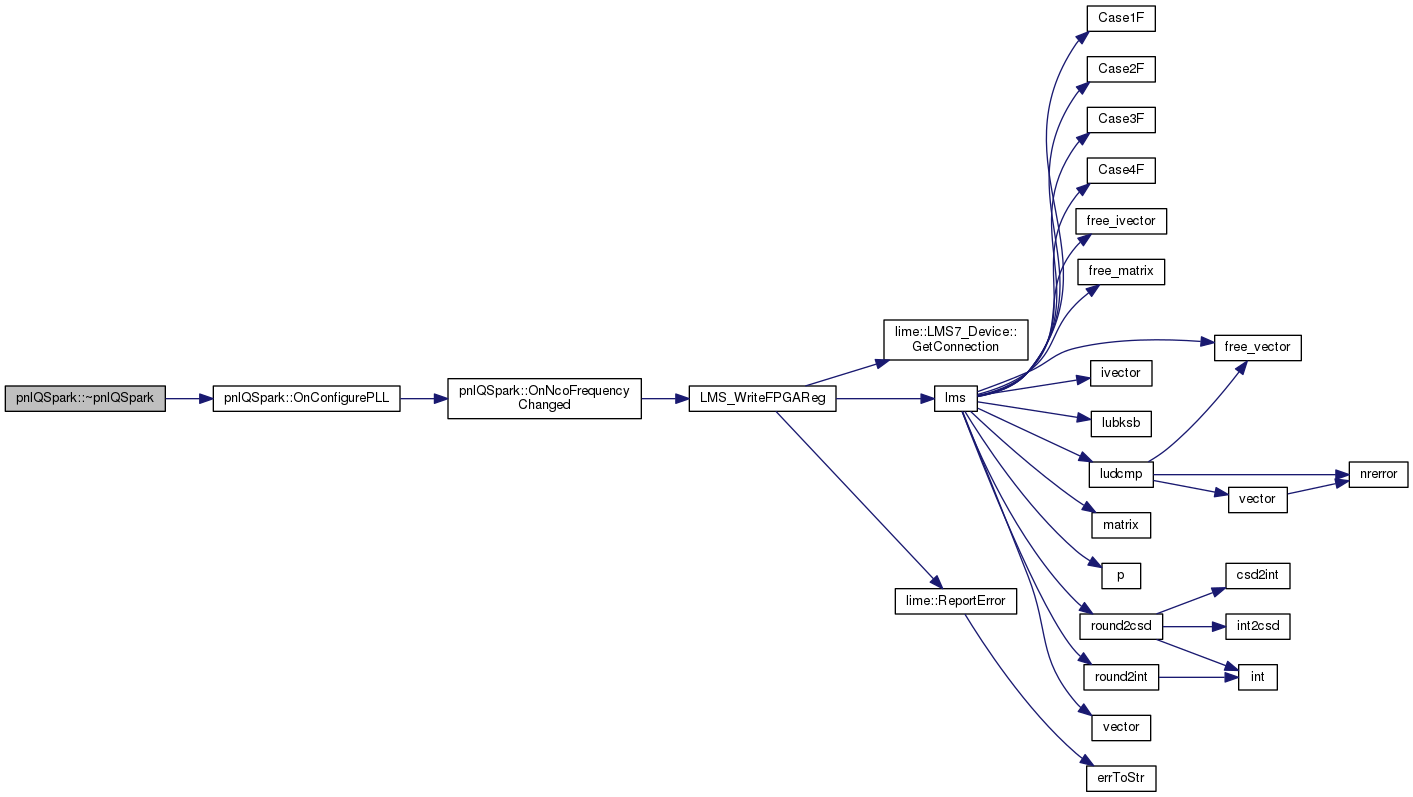 pnlQSpark::~pnlQSpark
pnlQSpark::OnConfigurePLL
pnlQSpark::OnNcoFrequency
Changed
LMS_WriteFPGAReg
lime::LMS7_Device::
GetConnection
lms
lime::ReportError
Case1F
Case2F
Case3F
Case4F
free_ivector
free_matrix
ivector
lubksb
ludcmp
matrix
p
round2csd
round2int
vector
errToStr
free_vector
vector
csd2int
int2csd
int
nrerror